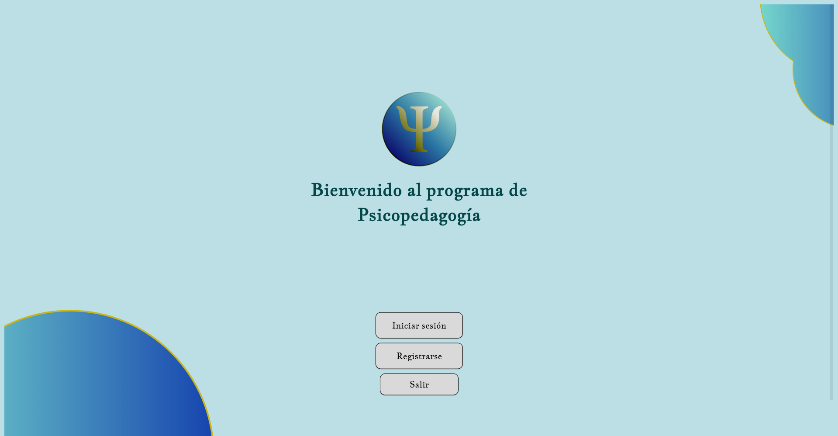 Bienvenido al programa de
Psicopedagogía
Iniciar sesión
Registrarse
Salir